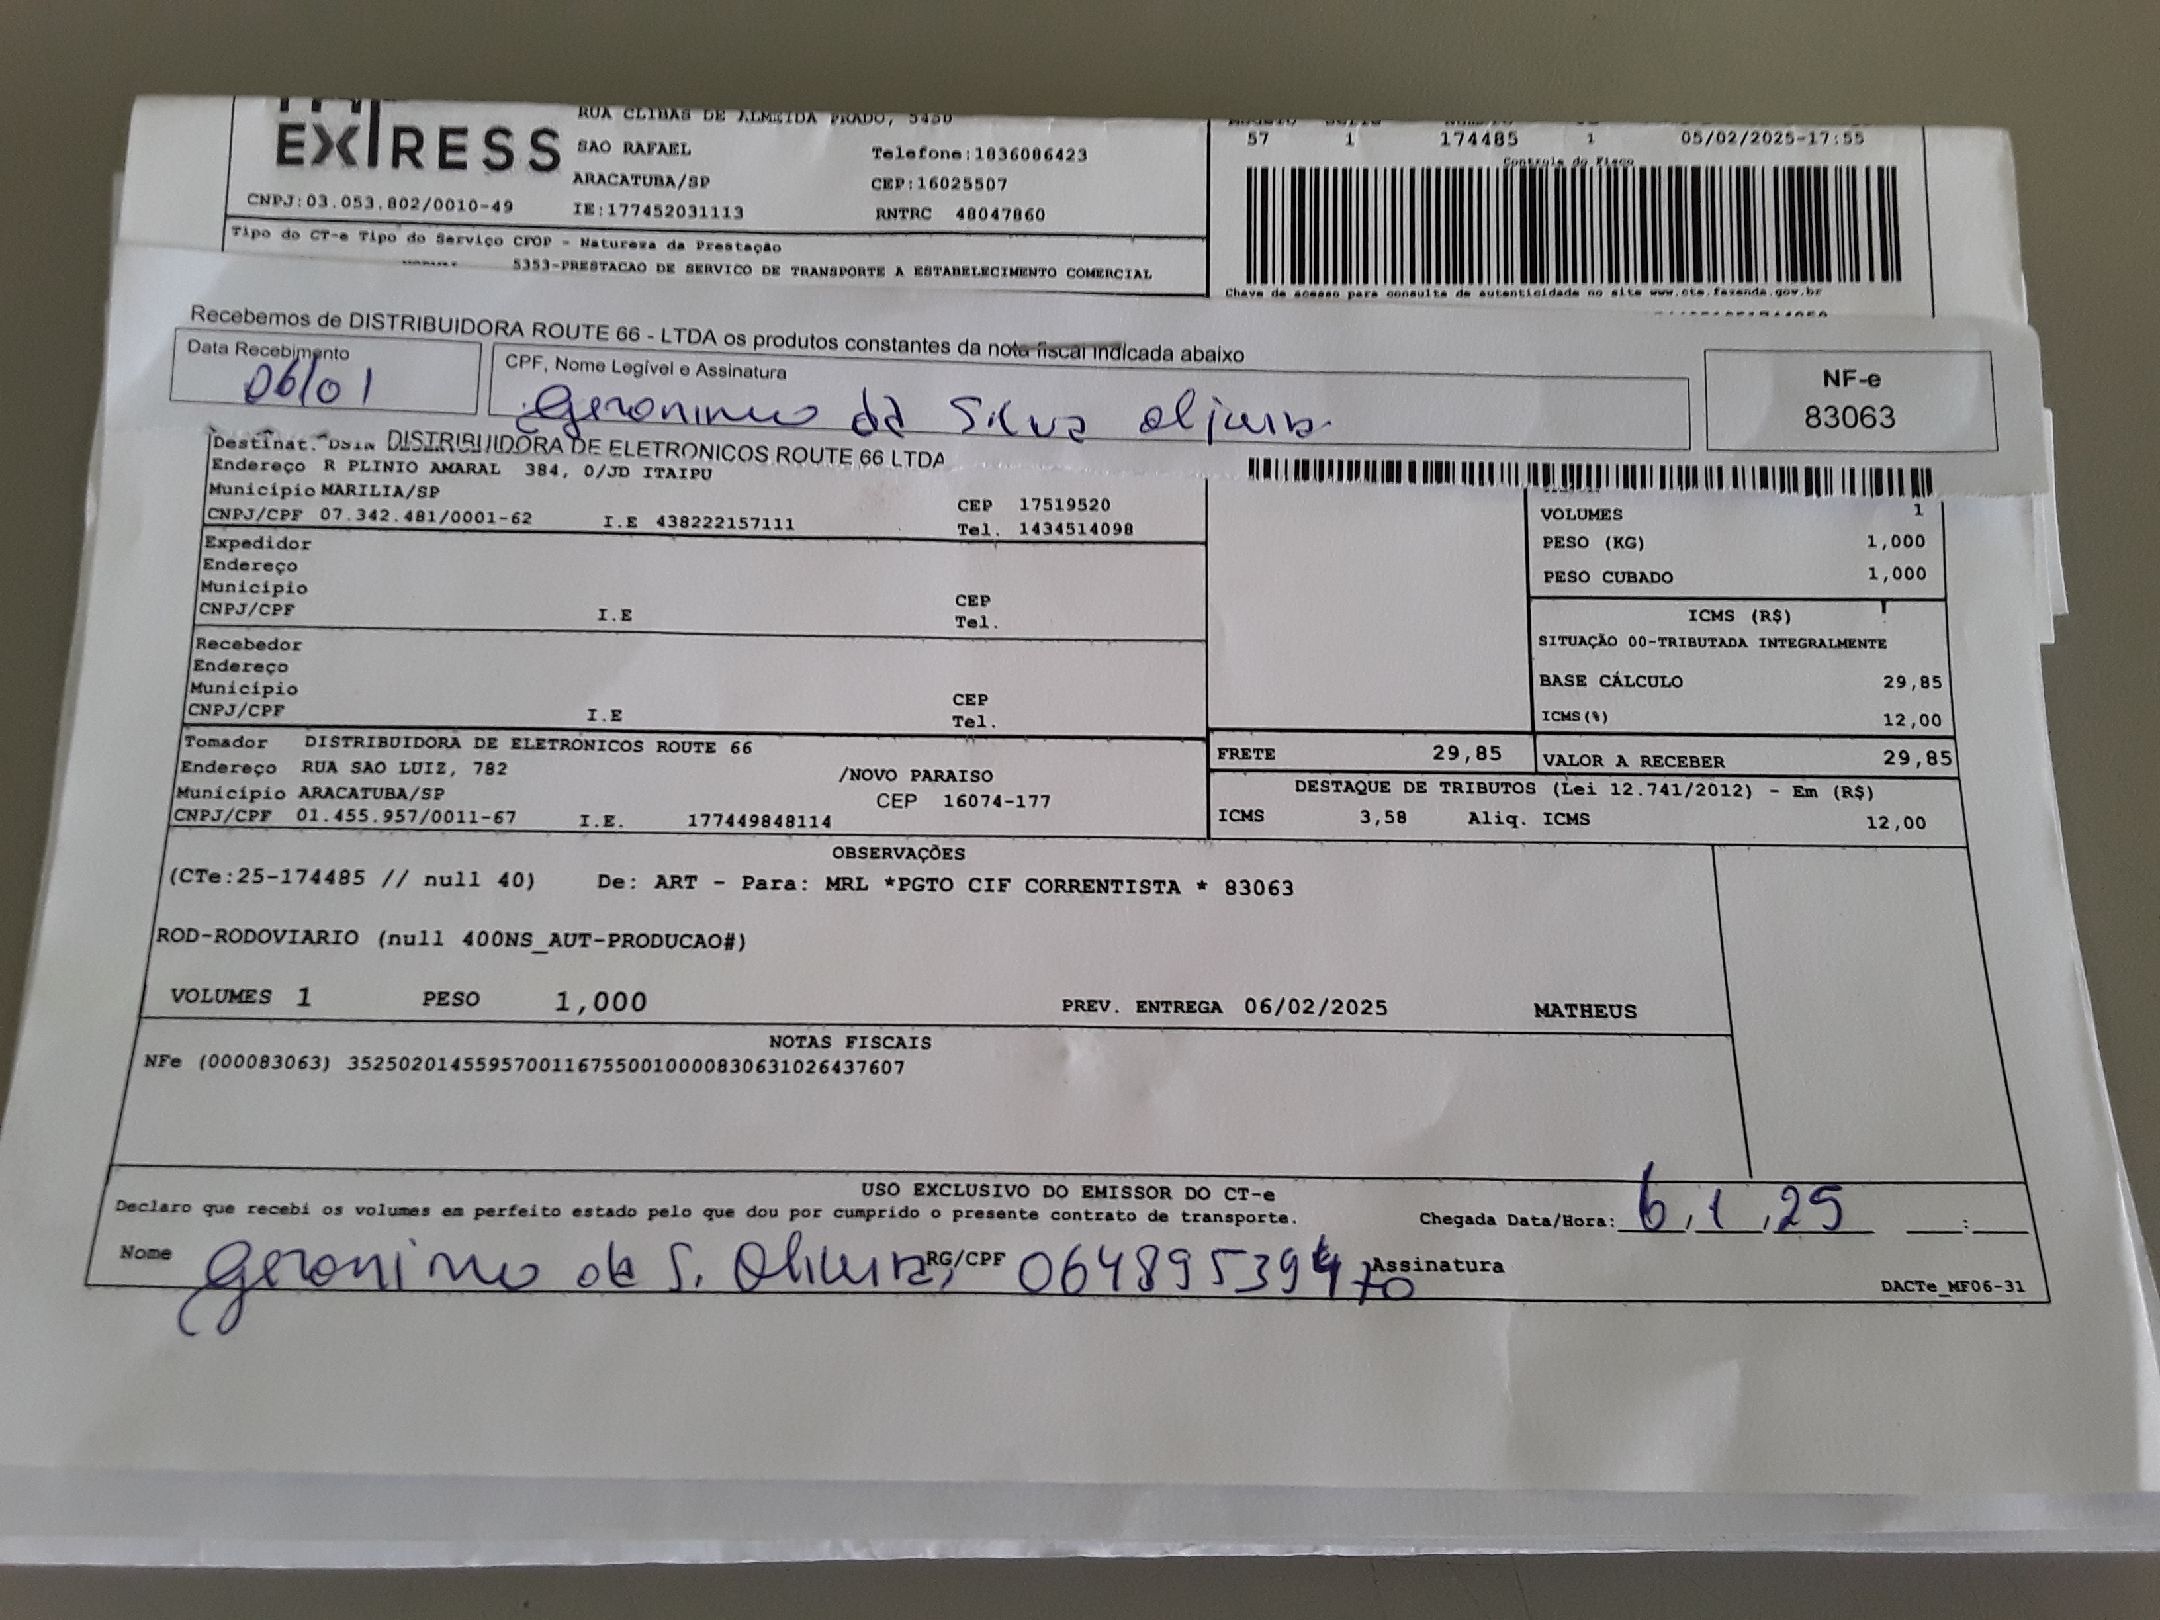 EXPRESS
RUA CLIBAS DE ALMEIDA PRADO, 5450
SAO RAFAEL
Telefone:1836086423
ARACATUBA/SP
CEP:16025507
CNPJ:03.053.802/0010-49
IE:177452031113
RNTRC 48047860
57 1 174485 1 05/02/2025-17:55
Controle do Fisco
Tipo do CT-e Tipo do Serviço CFOP - Natureza da Prestação
5353-PRESTACAO DE SERVICO DE TRANSPORTE A ESTABELECIMENTO COMERCIAL
Chave de acesso para consulta de autenticidade no site www.cte.fazenda.gov.br
Recebemos de DISTRIBUIDORA ROUTE 66 - LTDA os produtos constantes da nota fiscal indicada abaixo
Data Recebimento
06/01
CPF, Nome Legível e Assinatura
Geronimo da Silva Oliveira
NF-e
83063
Destinat. DISTRIBUIDORA DE ELETRONICOS ROUTE 66 LTDA
Endereço R PLINIO AMARAL 384, 0/JD ITAIPU
Município MARILIA/SP CEP 17519520
CNPJ/CPF 07.342.481/0001-62 I.E 438222157111 Tel. 1434514098
VOLUMES 1
PESO (KG) 1,000
PESO CUBADO 1,000
Expedidor
Endereço
Município CEP
CNPJ/CPF I.E Tel.
ICMS (R$)
SITUAÇÃO 00-TRIBUTADA INTEGRALMENTE
BASE CÁLCULO 29,85
ICMS(%) 12,00
Recebedor
Endereço
Município CEP
CNPJ/CPF I.E Tel.
Tomador DISTRIBUIDORA DE ELETRONICOS ROUTE 66
Endereço RUA SAO LUIZ, 782 /NOVO PARAISO
Município ARACATUBA/SP CEP 16074-177
CNPJ/CPF 01.455.957/0011-67 I.E. 177449848114
FRETE 29,85 VALOR A RECEBER 29,85
DESTAQUE DE TRIBUTOS (Lei 12.741/2012) - Em (R$)
ICMS 3,58 Aliq. ICMS 12,00
OBSERVAÇÕES
(CTe:25-174485 // null 40) De: ART - Para: MRL *PGTO CIF CORRENTISTA * 83063
ROD-RODOVIARIO (null 400NS_AUT-PRODUCAO#)
VOLUMES 1 PESO 1,000 PREV. ENTREGA 06/02/2025 MATHEUS
NOTAS FISCAIS
NFe (000083063) 35250201455957001167550010000830631026437607
USO EXCLUSIVO DO EMISSOR DO CT-e
Declaro que recebi os volumes em perfeito estado pelo que dou por cumprido o presente contrato de transporte.
Chegada Data/Hora: 6,1,25 __:__
Nome Geronimo da S. Oliveira, RG/CPF Assinatura
DACTe_MF06-31